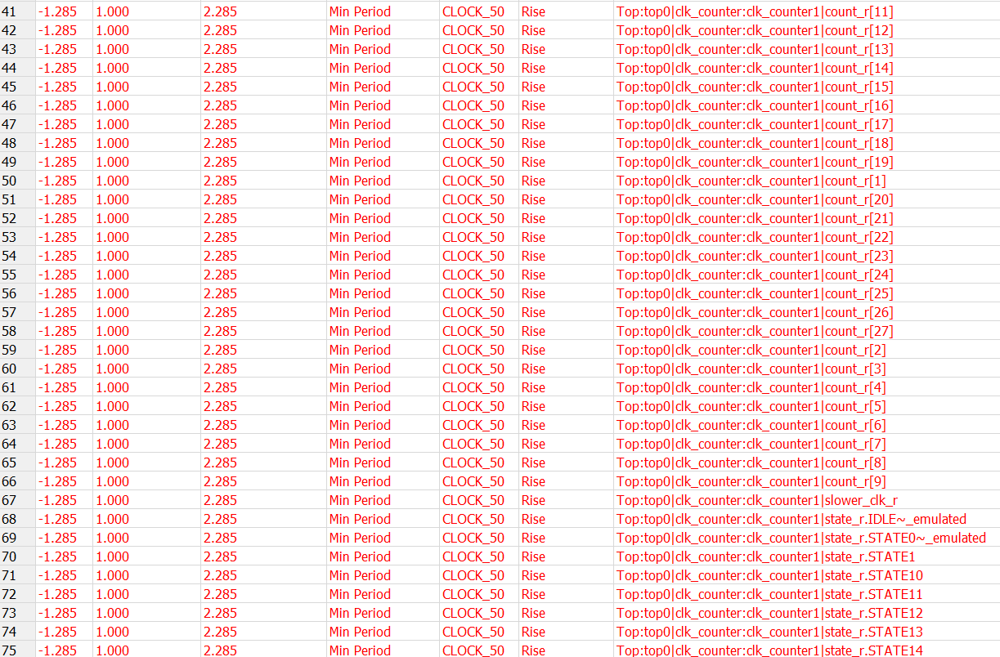 41 -1.285 1.000 2.285 Min Period CLOCK_50 Rise Top:top0|clk_counter:clk_counter1|count_r[11]
42 -1.285 1.000 2.285 Min Period CLOCK_50 Rise Top:top0|clk_counter:clk_counter1|count_r[12]
43 -1.285 1.000 2.285 Min Period CLOCK_50 Rise Top:top0|clk_counter:clk_counter1|count_r[13]
44 -1.285 1.000 2.285 Min Period CLOCK_50 Rise Top:top0|clk_counter:clk_counter1|count_r[14]
45 -1.285 1.000 2.285 Min Period CLOCK_50 Rise Top:top0|clk_counter:clk_counter1|count_r[15]
46 -1.285 1.000 2.285 Min Period CLOCK_50 Rise Top:top0|clk_counter:clk_counter1|count_r[16]
47 -1.285 1.000 2.285 Min Period CLOCK_50 Rise Top:top0|clk_counter:clk_counter1|count_r[17]
48 -1.285 1.000 2.285 Min Period CLOCK_50 Rise Top:top0|clk_counter:clk_counter1|count_r[18]
49 -1.285 1.000 2.285 Min Period CLOCK_50 Rise Top:top0|clk_counter:clk_counter1|count_r[19]
50 -1.285 1.000 2.285 Min Period CLOCK_50 Rise Top:top0|clk_counter:clk_counter1|count_r[1]
51 -1.285 1.000 2.285 Min Period CLOCK_50 Rise Top:top0|clk_counter:clk_counter1|count_r[20]
52 -1.285 1.000 2.285 Min Period CLOCK_50 Rise Top:top0|clk_counter:clk_counter1|count_r[21]
53 -1.285 1.000 2.285 Min Period CLOCK_50 Rise Top:top0|clk_counter:clk_counter1|count_r[22]
54 -1.285 1.000 2.285 Min Period CLOCK_50 Rise Top:top0|clk_counter:clk_counter1|count_r[23]
55 -1.285 1.000 2.285 Min Period CLOCK_50 Rise Top:top0|clk_counter:clk_counter1|count_r[24]
56 -1.285 1.000 2.285 Min Period CLOCK_50 Rise Top:top0|clk_counter:clk_counter1|count_r[25]
57 -1.285 1.000 2.285 Min Period CLOCK_50 Rise Top:top0|clk_counter:clk_counter1|count_r[26]
58 -1.285 1.000 2.285 Min Period CLOCK_50 Rise Top:top0|clk_counter:clk_counter1|count_r[27]
59 -1.285 1.000 2.285 Min Period CLOCK_50 Rise Top:top0|clk_counter:clk_counter1|count_r[2]
60 -1.285 1.000 2.285 Min Period CLOCK_50 Rise Top:top0|clk_counter:clk_counter1|count_r[3]
61 -1.285 1.000 2.285 Min Period CLOCK_50 Rise Top:top0|clk_counter:clk_counter1|count_r[4]
62 -1.285 1.000 2.285 Min Period CLOCK_50 Rise Top:top0|clk_counter:clk_counter1|count_r[5]
63 -1.285 1.000 2.285 Min Period CLOCK_50 Rise Top:top0|clk_counter:clk_counter1|count_r[6]
64 -1.285 1.000 2.285 Min Period CLOCK_50 Rise Top:top0|clk_counter:clk_counter1|count_r[7]
65 -1.285 1.000 2.285 Min Period CLOCK_50 Rise Top:top0|clk_counter:clk_counter1|count_r[8]
66 -1.285 1.000 2.285 Min Period CLOCK_50 Rise Top:top0|clk_counter:clk_counter1|count_r[9]
67 -1.285 1.000 2.285 Min Period CLOCK_50 Rise Top:top0|clk_counter:clk_counter1|slower_clk_r
68 -1.285 1.000 2.285 Min Period CLOCK_50 Rise Top:top0|clk_counter:clk_counter1|state_r.IDLE~_emulated
69 -1.285 1.000 2.285 Min Period CLOCK_50 Rise Top:top0|clk_counter:clk_counter1|state_r.STATE0~_emulated
70 -1.285 1.000 2.285 Min Period CLOCK_50 Rise Top:top0|clk_counter:clk_counter1|state_r.STATE1
71 -1.285 1.000 2.285 Min Period CLOCK_50 Rise Top:top0|clk_counter:clk_counter1|state_r.STATE10
72 -1.285 1.000 2.285 Min Period CLOCK_50 Rise Top:top0|clk_counter:clk_counter1|state_r.STATE11
73 -1.285 1.000 2.285 Min Period CLOCK_50 Rise Top:top0|clk_counter:clk_counter1|state_r.STATE12
74 -1.285 1.000 2.285 Min Period CLOCK_50 Rise Top:top0|clk_counter:clk_counter1|state_r.STATE13
75 -1.285 1.000 2.285 Min Period CLOCK_50 Rise Top:top0|clk_counter:clk_counter1|state_r.STATE14